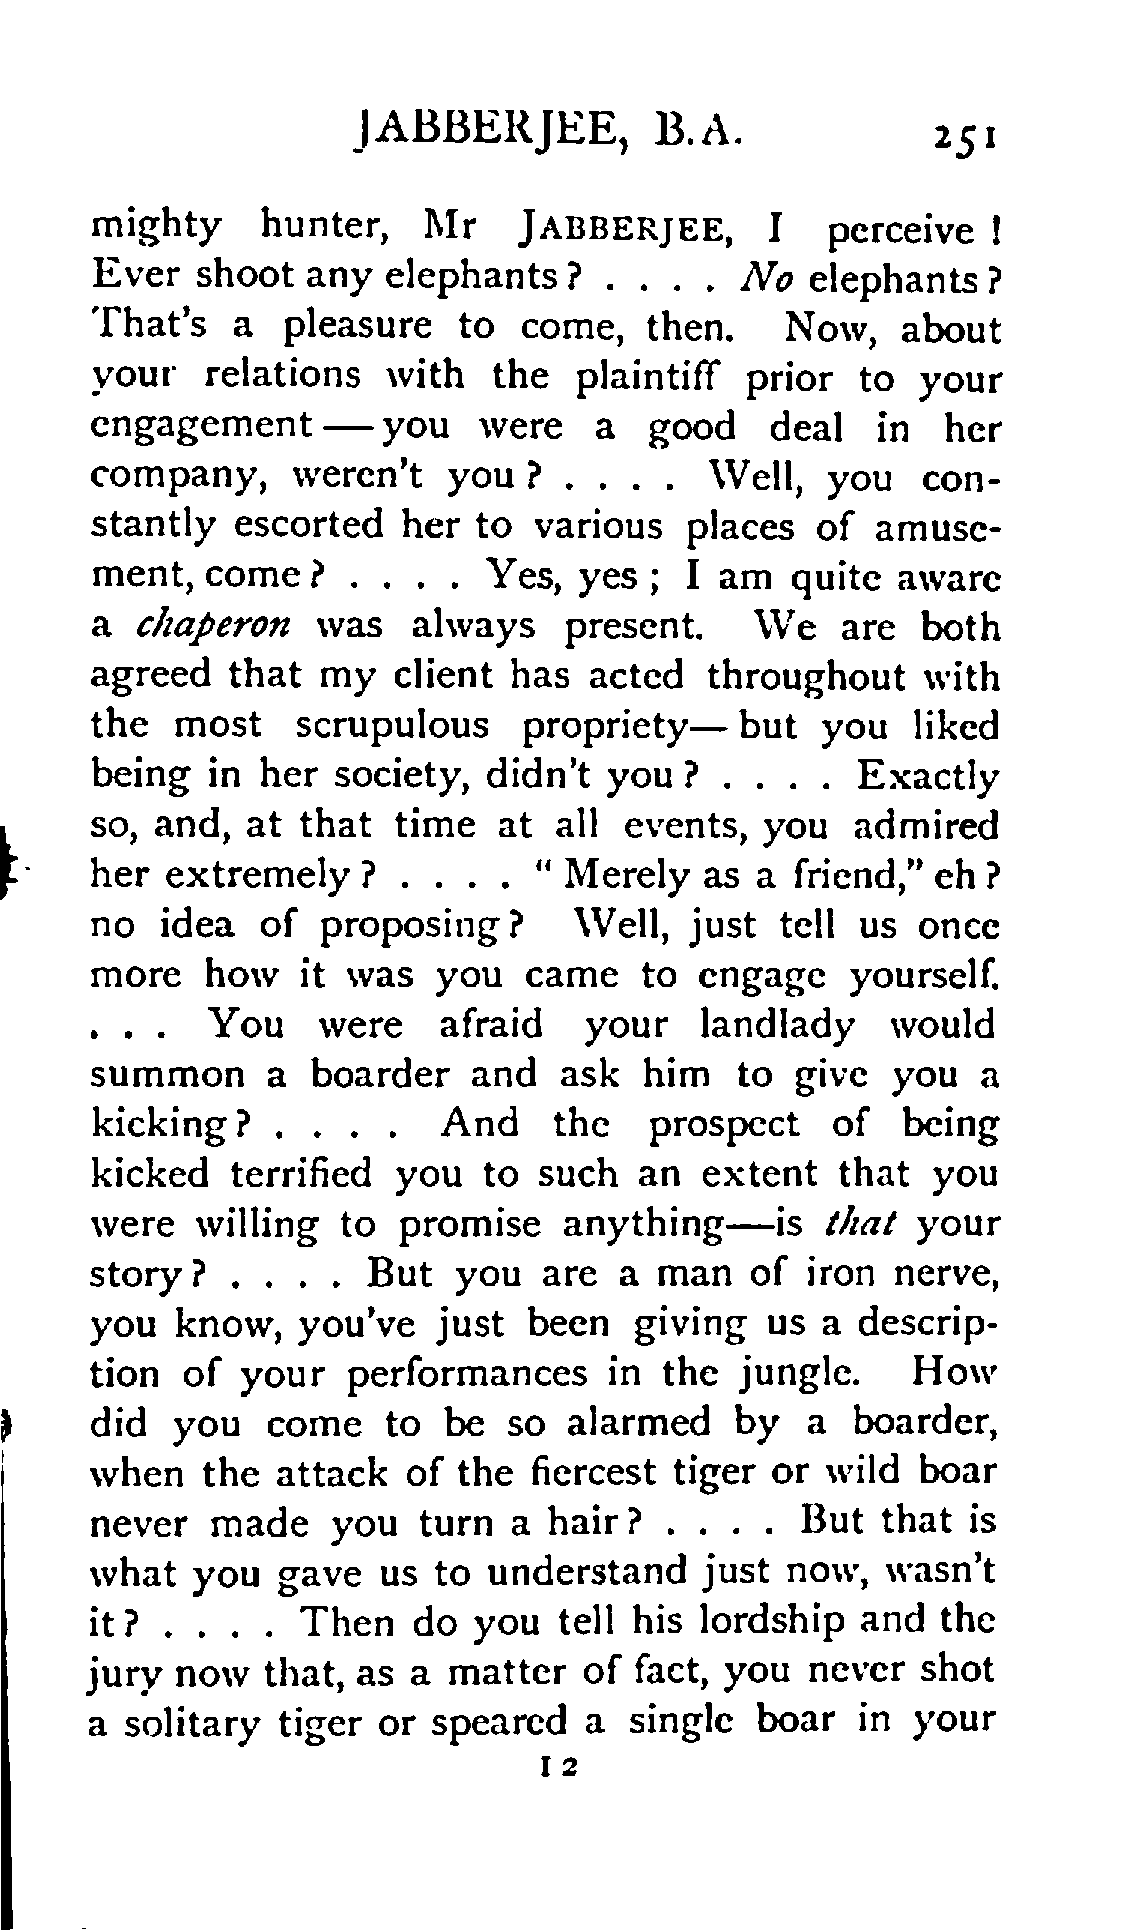 JABBERJEE, B.A. 251
mighty hunter, Mr JABBERJEE, I perceive !
Ever shoot any elephants ? . . . . No elephants ?
That's a pleasure to come, then. Now, about
your relations with the plaintiff prior to your
engagement — you were a good deal in her
company, weren't you ? . . . . Well, you con-
stantly escorted her to various places of amuse-
ment, come ? . . . . Yes, yes ; I am quite aware
a chaperon was always present. We are both
agreed that my client has acted throughout with
the most scrupulous propriety— but you liked
being in her society, didn't you ? . . . . Exactly
so, and, at that time at all events, you admired
her extremely ? . . . . " Merely as a friend," eh ?
no idea of proposing ? Well, just tell us once
more how it was you came to engage yourself.
. . . You were afraid your landlady would
summon a boarder and ask him to give you a
kicking ? . . . . And the prospect of being
kicked terrified you to such an extent that you
were willing to promise anything—is that your
story ? . . . . But you are a man of iron nerve,
you know, you've just been giving us a descrip-
tion of your performances in the jungle. How
did you come to be so alarmed by a boarder,
when the attack of the fiercest tiger or wild boar
never made you turn a hair ? . . . . But that is
what you gave us to understand just now, wasn't
it ? . . . . Then do you tell his lordship and the
jury now that, as a matter of fact, you never shot
a solitary tiger or speared a single boar in your
I 2